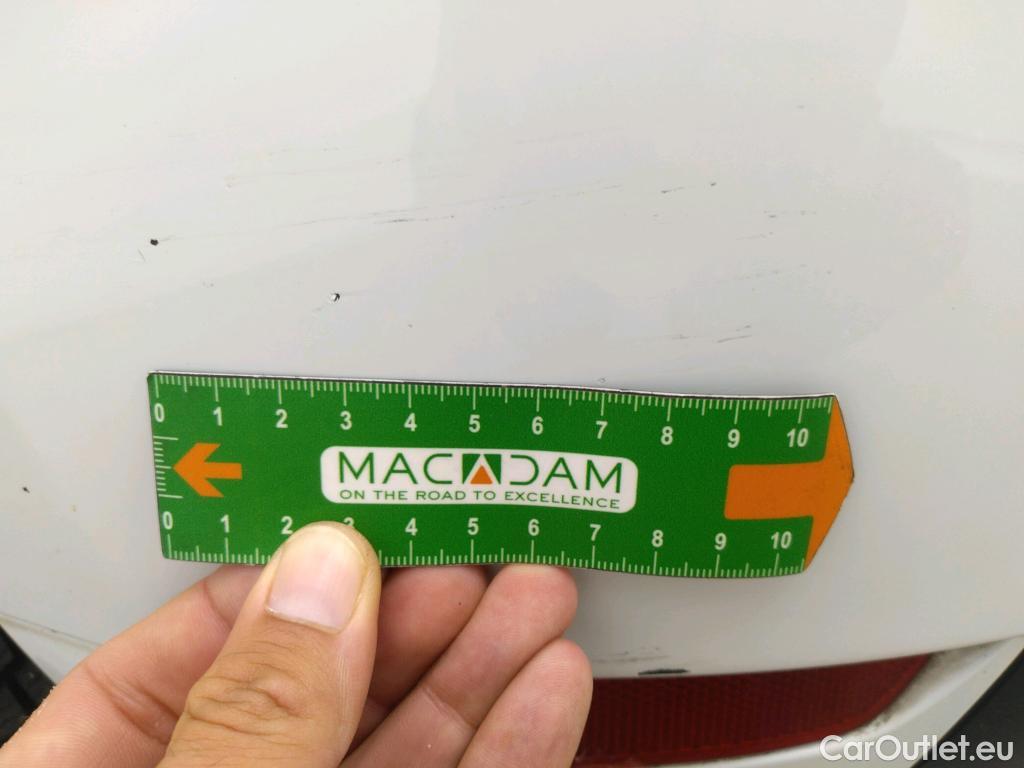 0 1 2 3 4 5 6 7 8 9 10
MACADAM
ON THE ROAD TO EXCELLENCE
0 1 2 3 4 5 6 7 8 9 10
CarOutlet.eu